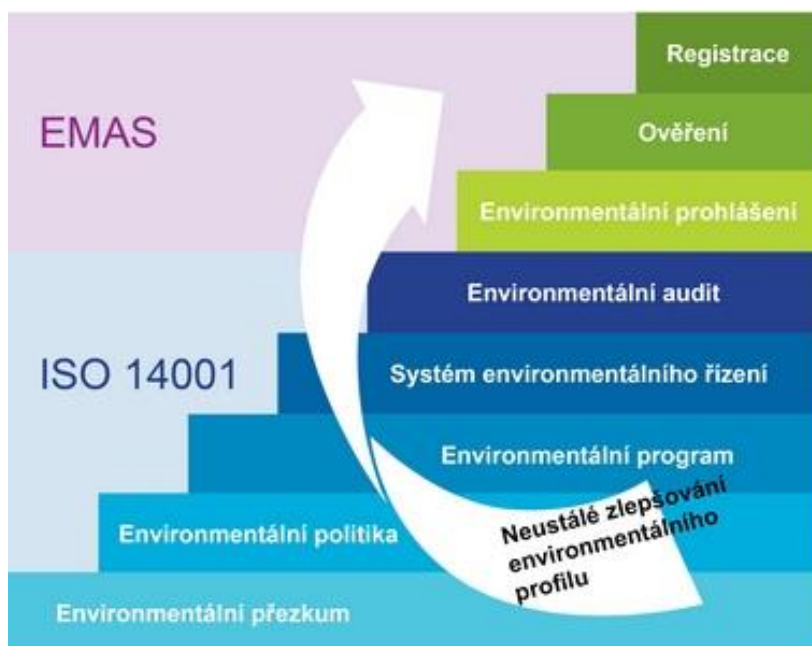 Registrace
EMAS
Ověření
Environmentální prohlášení
Environmentální audit
ISO 14001
Systém environmentálního řízení
Environmentální program
Neustálé zlepšování
environmentálního
profilu
Environmentální politika
Environmentální přezkum